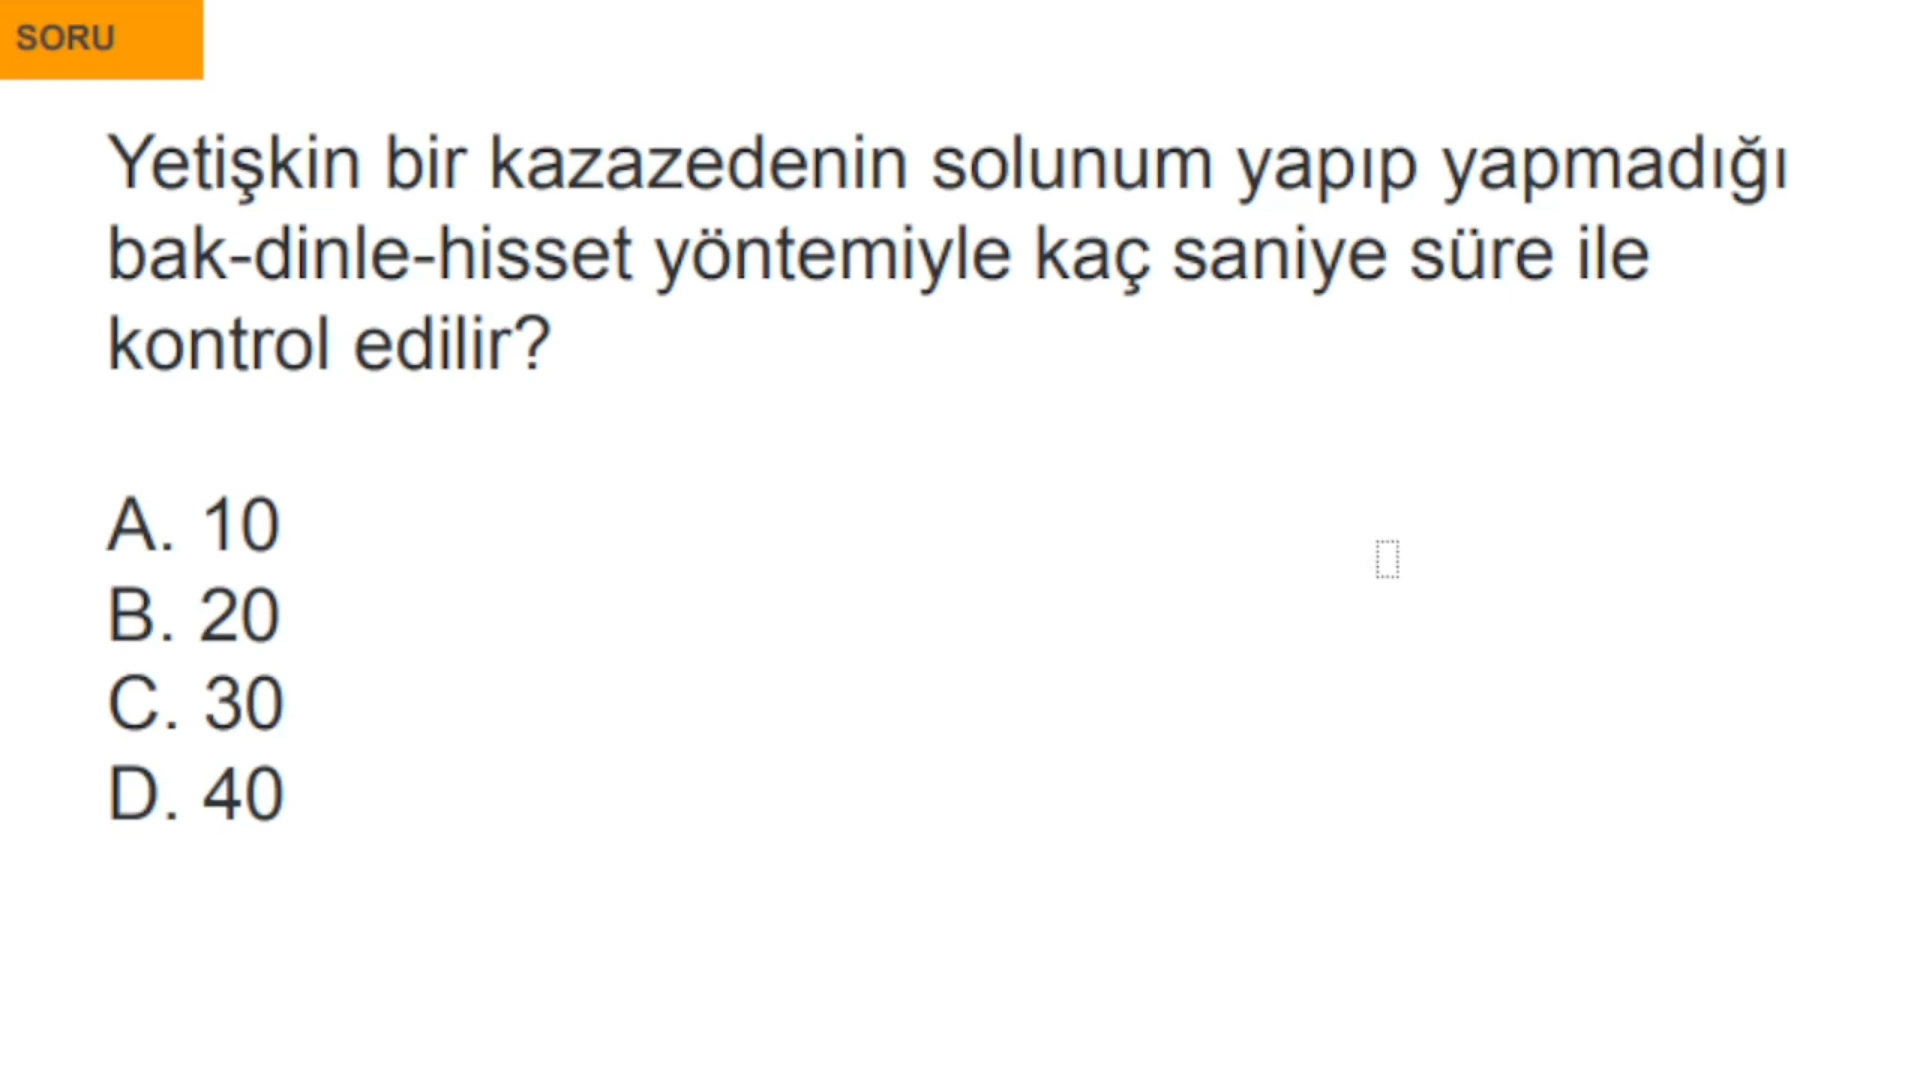 SORU
Yetişkin bir kazazedenin solunum yapıp yapmadığı
bak-dinle-hisset yöntemiyle kaç saniye süre ile
kontrol edilir?
A. 10
B. 20
C. 30
D. 40